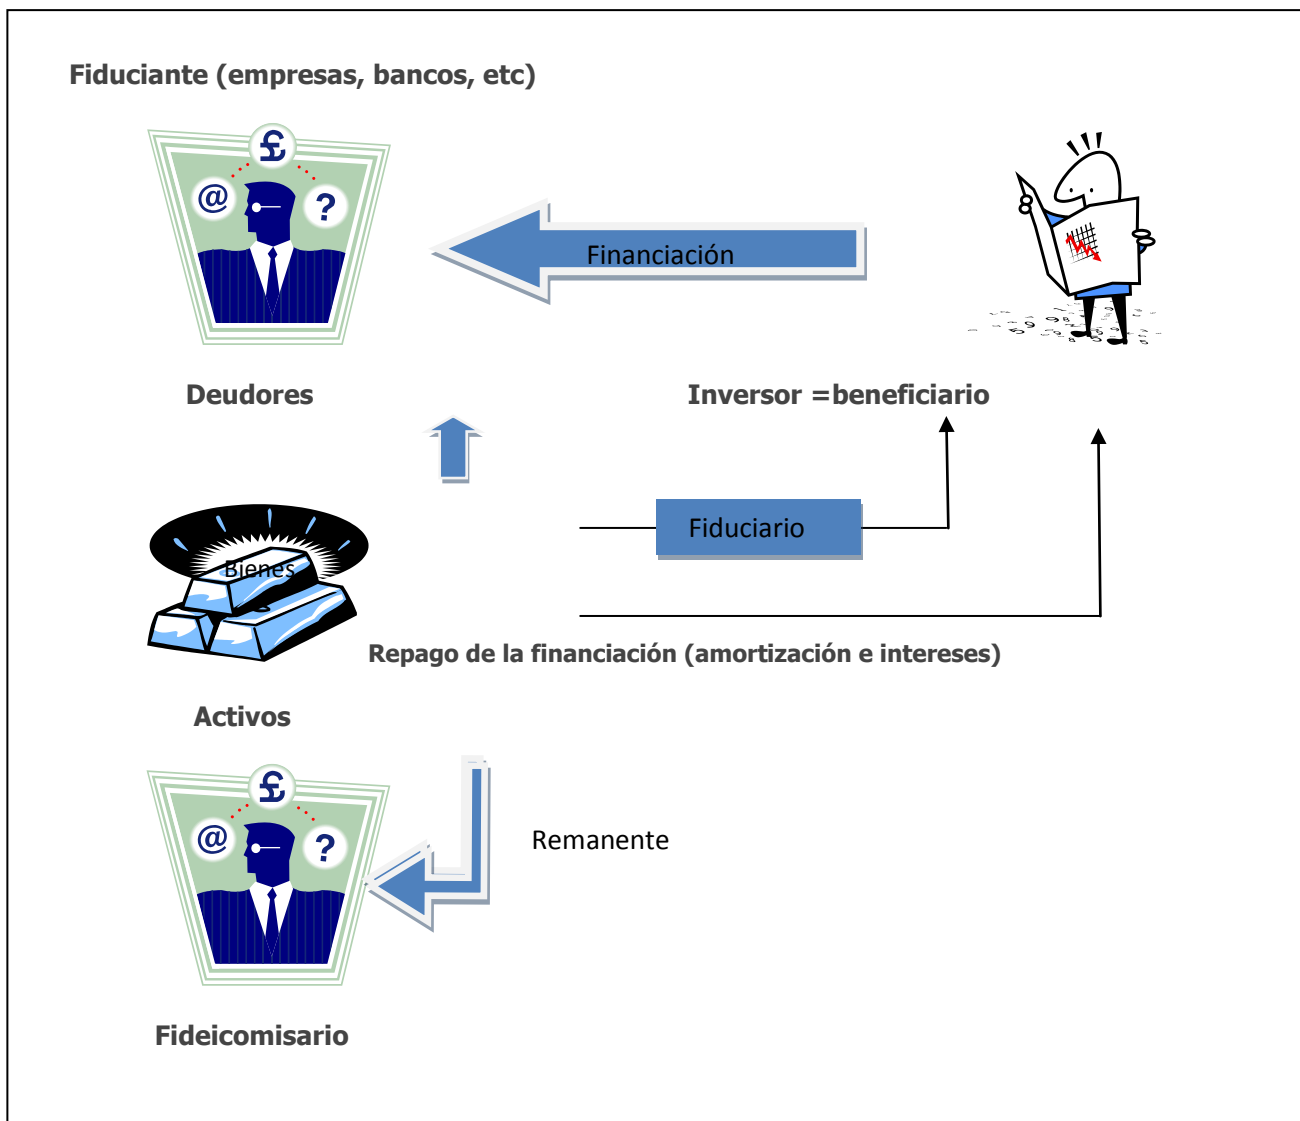 Fiduciante (empresas, bancos, etc)
£
@
?
Financiación
Deudores
Inversor =beneficiario
Fiduciario
Bienes
Repago de la financiación (amortización e intereses)
Activos
£
@
?
Remanente
Fideicomisario